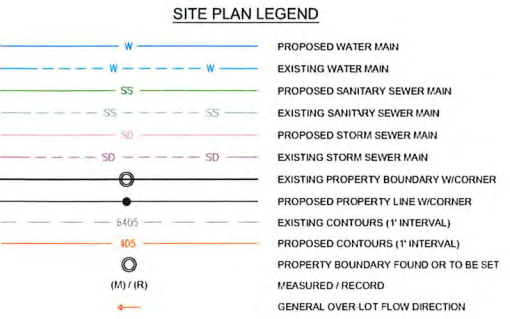 SITE PLAN LEGEND
W PROPOSED WATER MAIN
W W EXISTING WATER MAIN
SS PROPOSED SANITARY SEWER MAIN
SS SS EXISTING SANITARY SEWER MAIN
SD PROPOSED STORM SEWER MAIN
SD SD EXISTING STORM SEWER MAIN
EXISTING PROPERTY BOUNDARY W/CORNER
PROPOSED PROPERTY LINE W/CORNER
6405 EXISTING CONTOURS (1' INTERVAL)
405 PROPOSED CONTOURS (1' INTERVAL)
PROPERTY BOUNDARY FOUND OR TO BE SET
(M) / (R) MEASURED / RECORD
GENERAL OVER-LOT FLOW DIRECTION